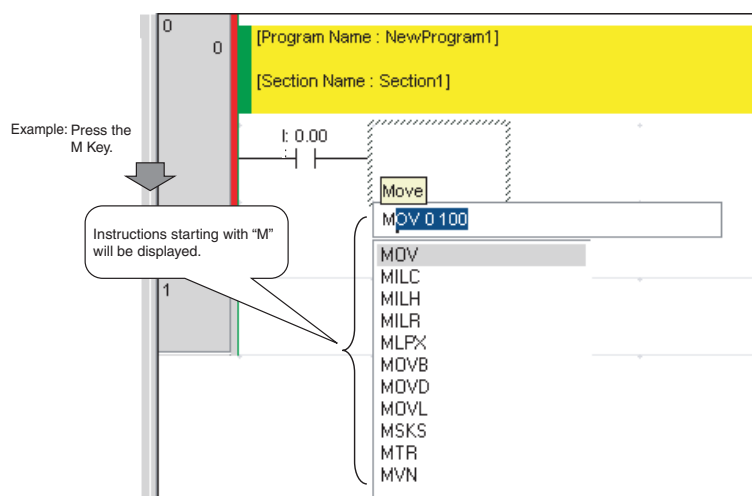 0
0
[Program Name : NewProgram1]
[Section Name : Section1]
Example: Press the
M Key.
I: 0.00
Move
MOV 0 100
Instructions starting with “M”
will be displayed.
MOV
MILC
MILH
MILR
MLPX
MOVB
MOVD
MOVL
MSKS
MTR
MVN
1